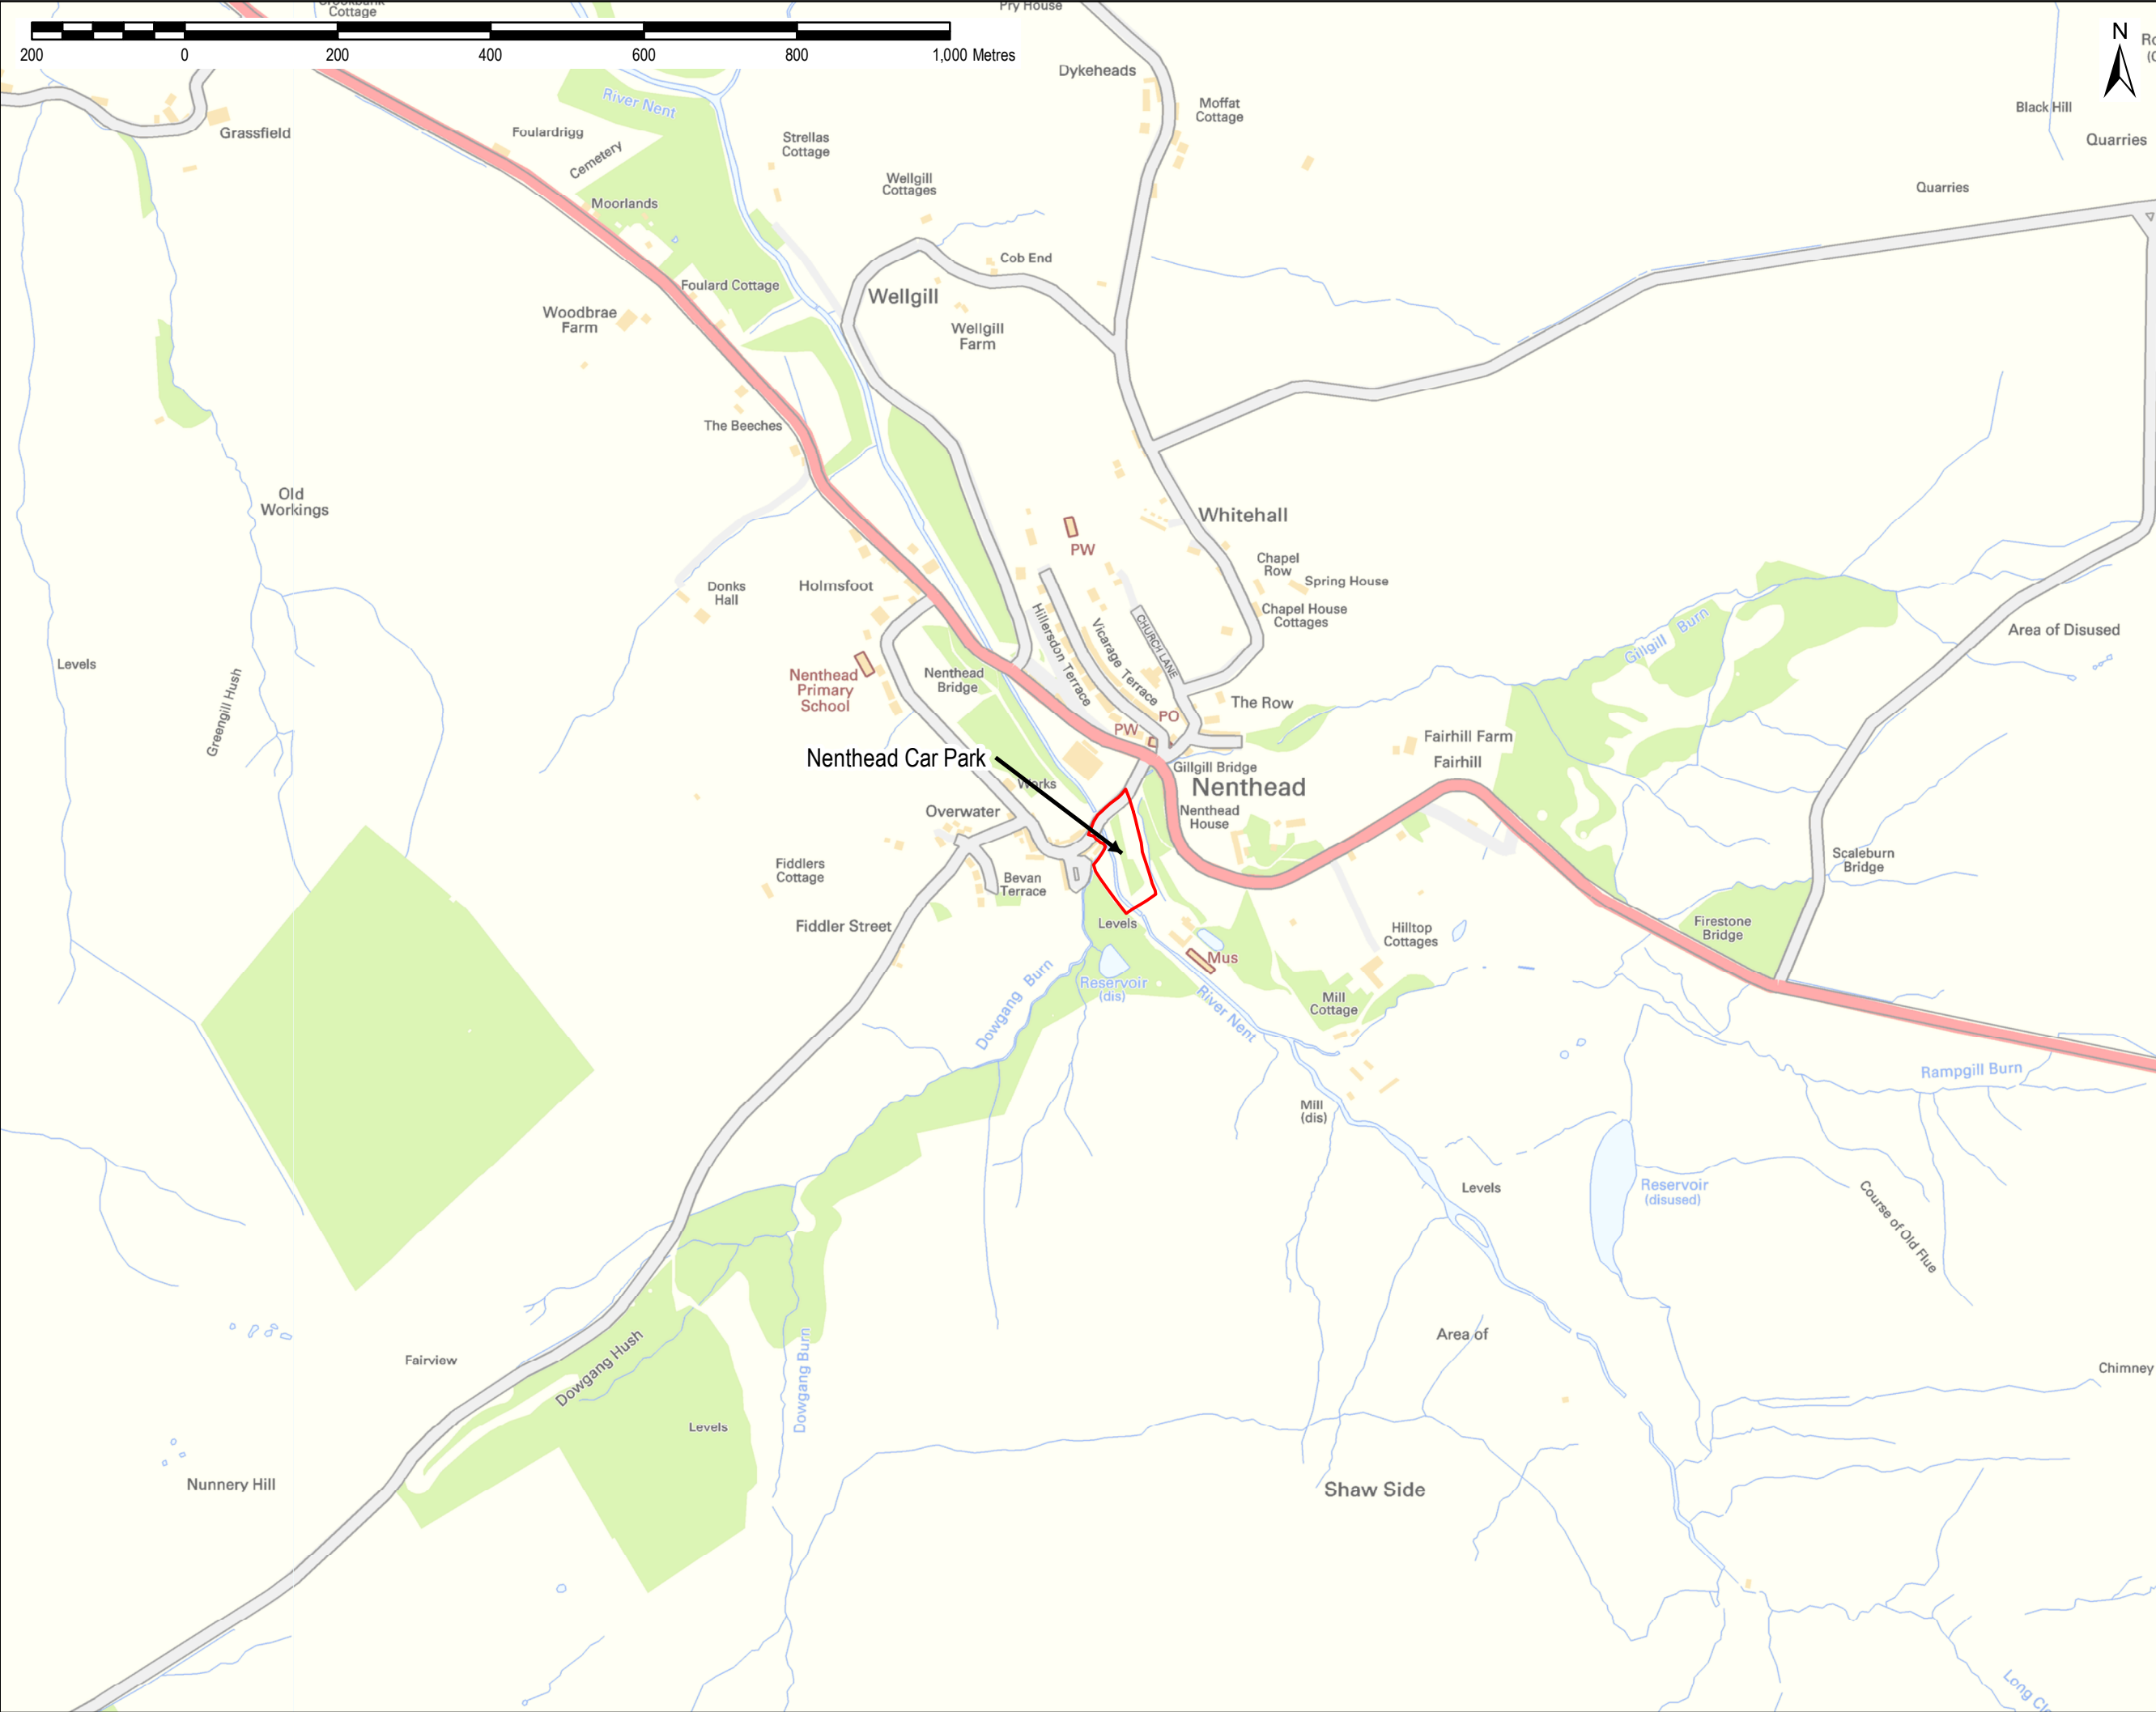 Cottage
Pry House
N
200 0 200 400 600 800 1,000 Metres
Dykeheads
River Nent
Moffat
Cottage
Black Hill
Quarries
Grassfield
Foulardrigg
Cemetery
Strellas
Cottage
Wellgill
Cottages
Quarries
Moorlands
Cob End
Foulard Cottage
Wellgill
Woodbrae
Farm
Wellgill
Farm
The Beeches
Old
Workings
Whitehall
PW
Chapel
Row
Spring House
Donks
Hall
Holmsfoot
Chapel House
Cottages
Hillersdon Terrace
Vicarage Terrace
CHURCH LANE
Gillgill Burn
Area of Disused
Levels
Greengill Hush
Nenthead
Primary
School
Nenthead
Bridge
The Row
PO
PW
Fairhill Farm
Fairhill
Nenthead Car Park
Gillgill Bridge
Works
Nenthead
Overwater
Nenthead
House
Fiddlers
Cottage
Bevan
Terrace
Scaleburn
Bridge
Fiddler Street
Levels
Hilltop
Cottages
Firestone
Bridge
Mus
Dowgang Burn
Reservoir
(dis)
River Nent
Mill
Cottage
Rampgill Burn
Mill
(dis)
Levels
Reservoir
(disused)
Course of Old Flue
Area of
Dowgang Hush
Dowgang Burn
Fairview
Chimney
Levels
Nunnery Hill
Shaw Side
Long